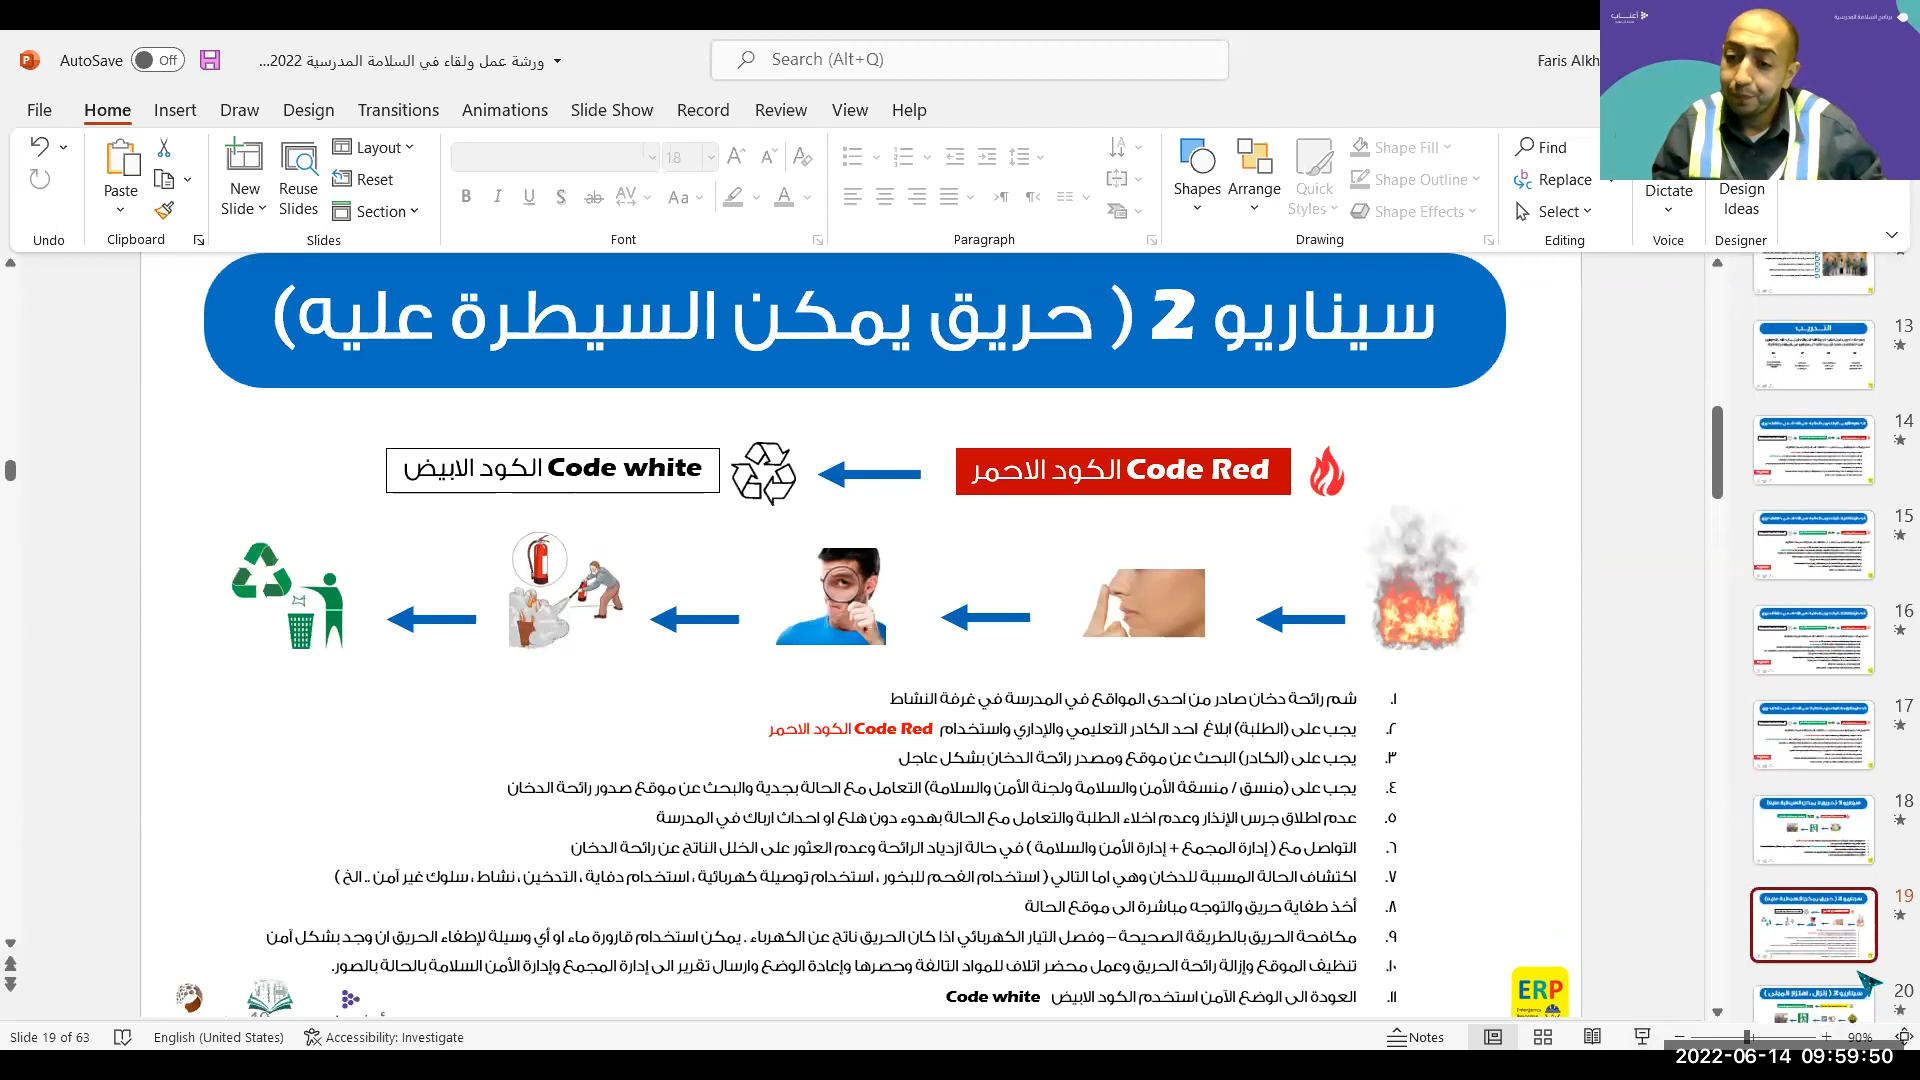 AutoSave
Off
ورشة عمل ولقاء في السلامة المدرسية 2022...
Search (Alt+Q)
Faris Alkh
File
Home
Insert
Draw
Design
Transitions
Animations
Slide Show
Record
Review
View
Help
Paste
New Slide
Reuse Slides
Layout
Reset
Section
18
Shapes
Arrange
Quick Styles
Shape Fill
Shape Outline
Shape Effects
Find
Replace
Select
Dictate
Design Ideas
Undo
Clipboard
Slides
Font
Paragraph
Drawing
Editing
Voice
Designer
سيناريو 2 ( حريق يمكن السيطرة عليه)
Code Red الكود الاحمر
Code white الكود الابيض
١. شم رائحة دخان صادر من احدى المواقع في المدرسة في غرفة النشاط
٢. يجب على (الطلبة) ابلاغ احد الكادر التعليمي والإداري واستخدام Code Red الكود الاحمر
٣. يجب على (الكادر) البحث عن موقع ومصدر رائحة الدخان بشكل عاجل
٤. يجب على (منسق / منسقة الأمن والسلامة ولجنة الأمن والسلامة) التعامل مع الحالة بجدية والبحث عن موقع صدور رائحة الدخان
٥. عدم اطلاق جرس الإنذار وعدم اخلاء الطلبة والتعامل مع الحالة بهدوء دون هلع او احداث ارباك في المدرسة
٦. التواصل مع ( إدارة المجمع + إدارة الأمن والسلامة ) في حالة ازدياد الرائحة وعدم العثور على الخلل الناتج عن رائحة الدخان
٧. اكتشاف الحالة المسببة للدخان وهي اما التالي ( استخدام الفحم للبخور ، استخدام توصيلة كهربائية ، استخدام دفاية ، التدخين ، نشاط ، سلوك غير آمن .. الخ )
٨. أخذ طفاية حريق والتوجه مباشرة الى موقع الحالة
٩. مكافحة الحريق بالطريقة الصحيحة – وفصل التيار الكهربائي اذا كان الحريق ناتج عن الكهرباء . يمكن استخدام قارورة ماء او أي وسيلة لإطفاء الحريق ان وجد بشكل آمن
١٠. تنظيف الموقع وإزالة رائحة الحريق وعمل محضر اتلاف للمواد التالفة وحصرها وإعادة الوضع وارسال تقرير الى إدارة المجمع وإدارة الأمن السلامة بالحالة بالصور.
١١. العودة الى الوضع الآمن استخدم الكود الابيض Code white
ERP
13
التدريب
14
15
16
17
18
19
20
Slide 19 of 63
English (United States)
Accessibility: Investigate
Notes
90%
2022-06-14 09:59:50